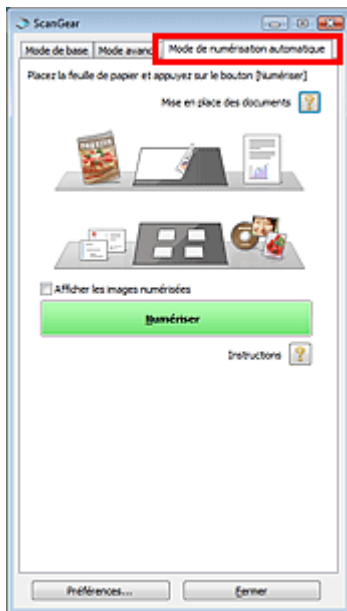 ScanGear
Mode de base Mode avanc Mode de numérisation automatique
Placez la feuille de papier et appuyez sur le bouton [Numériser]
Mise en place des documents
Afficher les images numérisées
Numériser
Instructions
Préférences... Fermer